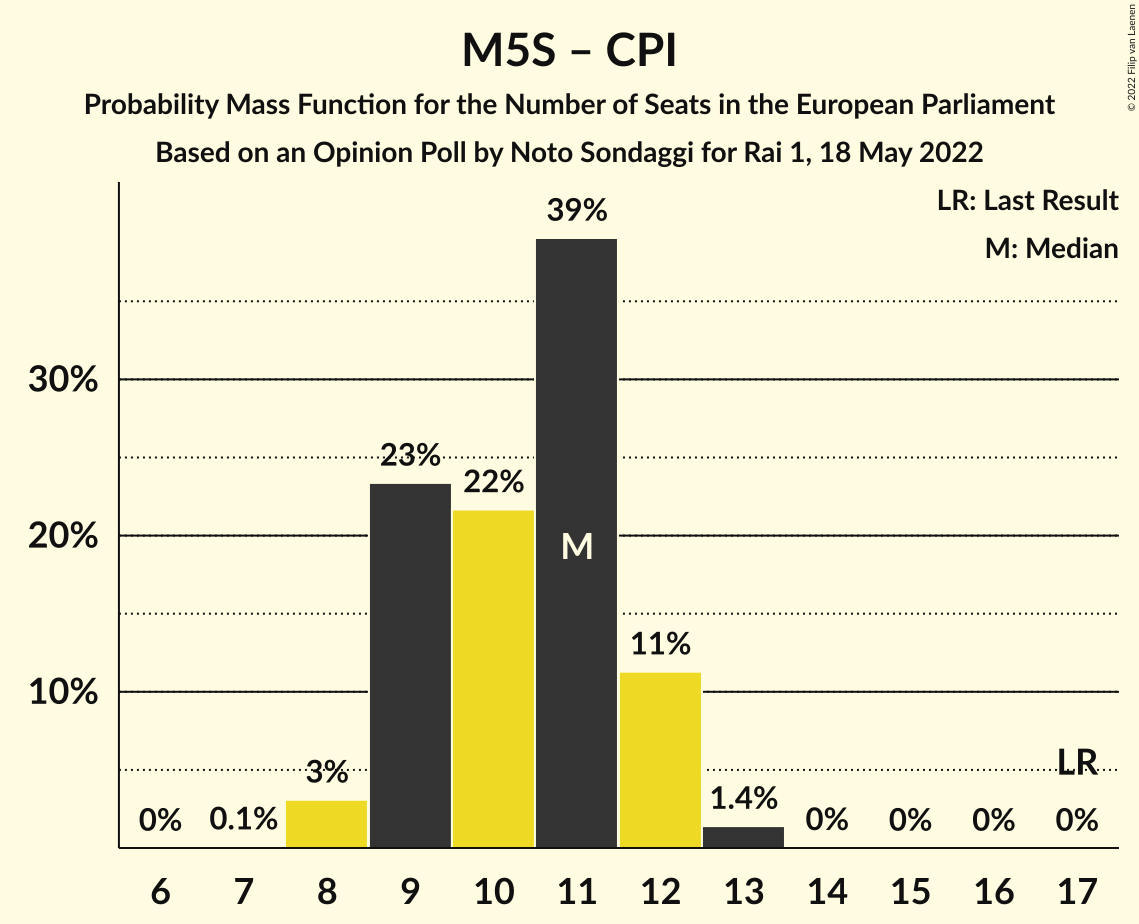 M5S – CPI
Probability Mass Function for the Number of Seats in the European Parliament
Based on an Opinion Poll by Noto Sondaggi for Rai 1, 18 May 2022
© 2022 Filip van Laenen
LR: Last Result
M: Median
39%
30%
23%
22%
20%
M
11%
10%
LR
3%
1.4%
0%
0.1%
0%
0%
0%
0%
6 7 8 9 10 11 12 13 14 15 16 17